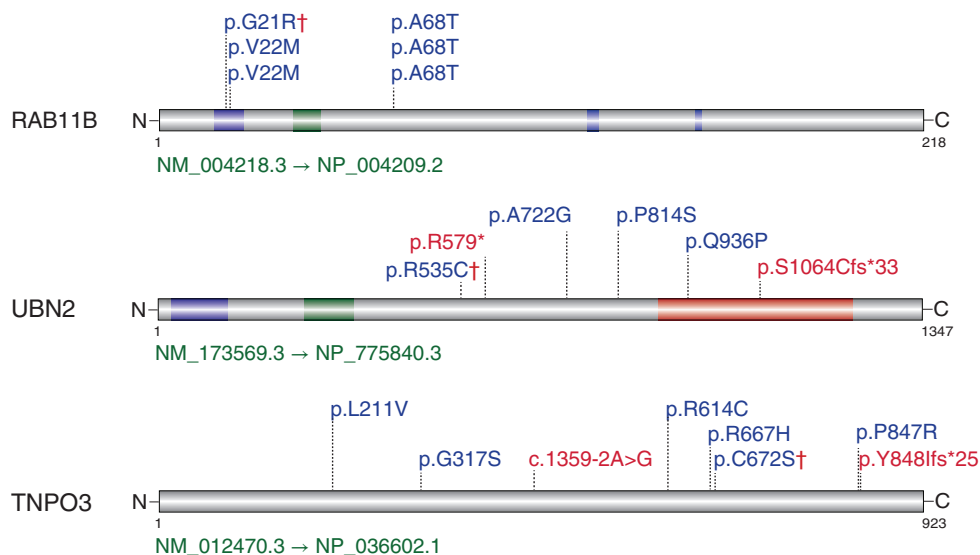 p.G21R† p.A68T
p.V22M p.A68T
p.V22M p.A68T
RAB11B N C
1 218
NM_004218.3 → NP_004209.2
p.A722G p.P814S
p.R579* p.Q936P
p.R535C† p.S1064Cfs*33
UBN2 N C
1 1347
NM_173569.3 → NP_775840.3
p.L211V p.R614C
p.R667H p.P847R
p.G317S c.1359-2A>G p.C672S† p.Y848Ifs*25
TNPO3 N C
1 923
NM_012470.3 → NP_036602.1